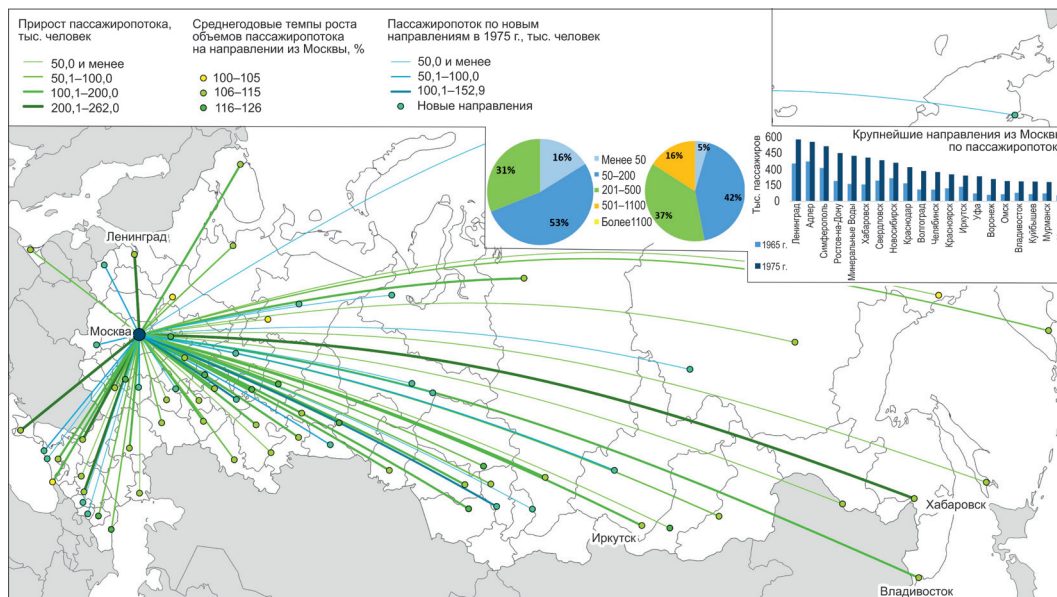 Прирост пассажиропотока,
тыс. человек
50,0 и менее
50,1–100,0
100,1–200,0
200,1–262,0
Среднегодовые темпы роста
объемов пассажиропотока
на направлении из Москвы, %
100–105
106–115
116–126
Пассажиропоток по новым
направлениям в 1975 г., тыс. человек
50,0 и менее
50,1–100,0
100,1–152,9
Новые направления
16%
53%
31%
Менее 50
50–200
201–500
501–1100
Более1100
5%
42%
37%
16%
Крупнейшие направления из Москвы
по пассажиропотоку
Тыс. пассажиров
600
450
300
150
0
1965 г.
1975 г.
Ленинград
Адлер
Симферополь
Ростов-на-Дону
Минеральные Воды
Хабаровск
Свердловск
Новосибирск
Краснодар
Волгоград
Челябинск
Красноярск
Иркутск
Уфа
Воронеж
Омск
Владивосток
Куйбышев
Мурманск
Ленинград
Москва
Хабаровск
Иркутск
Владивосток